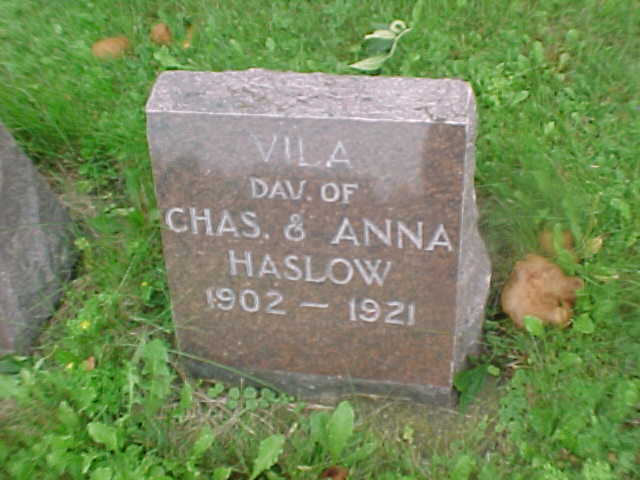 VILA
DAU. OF
CHAS. & ANNA
HASLOW
1902 — 1921